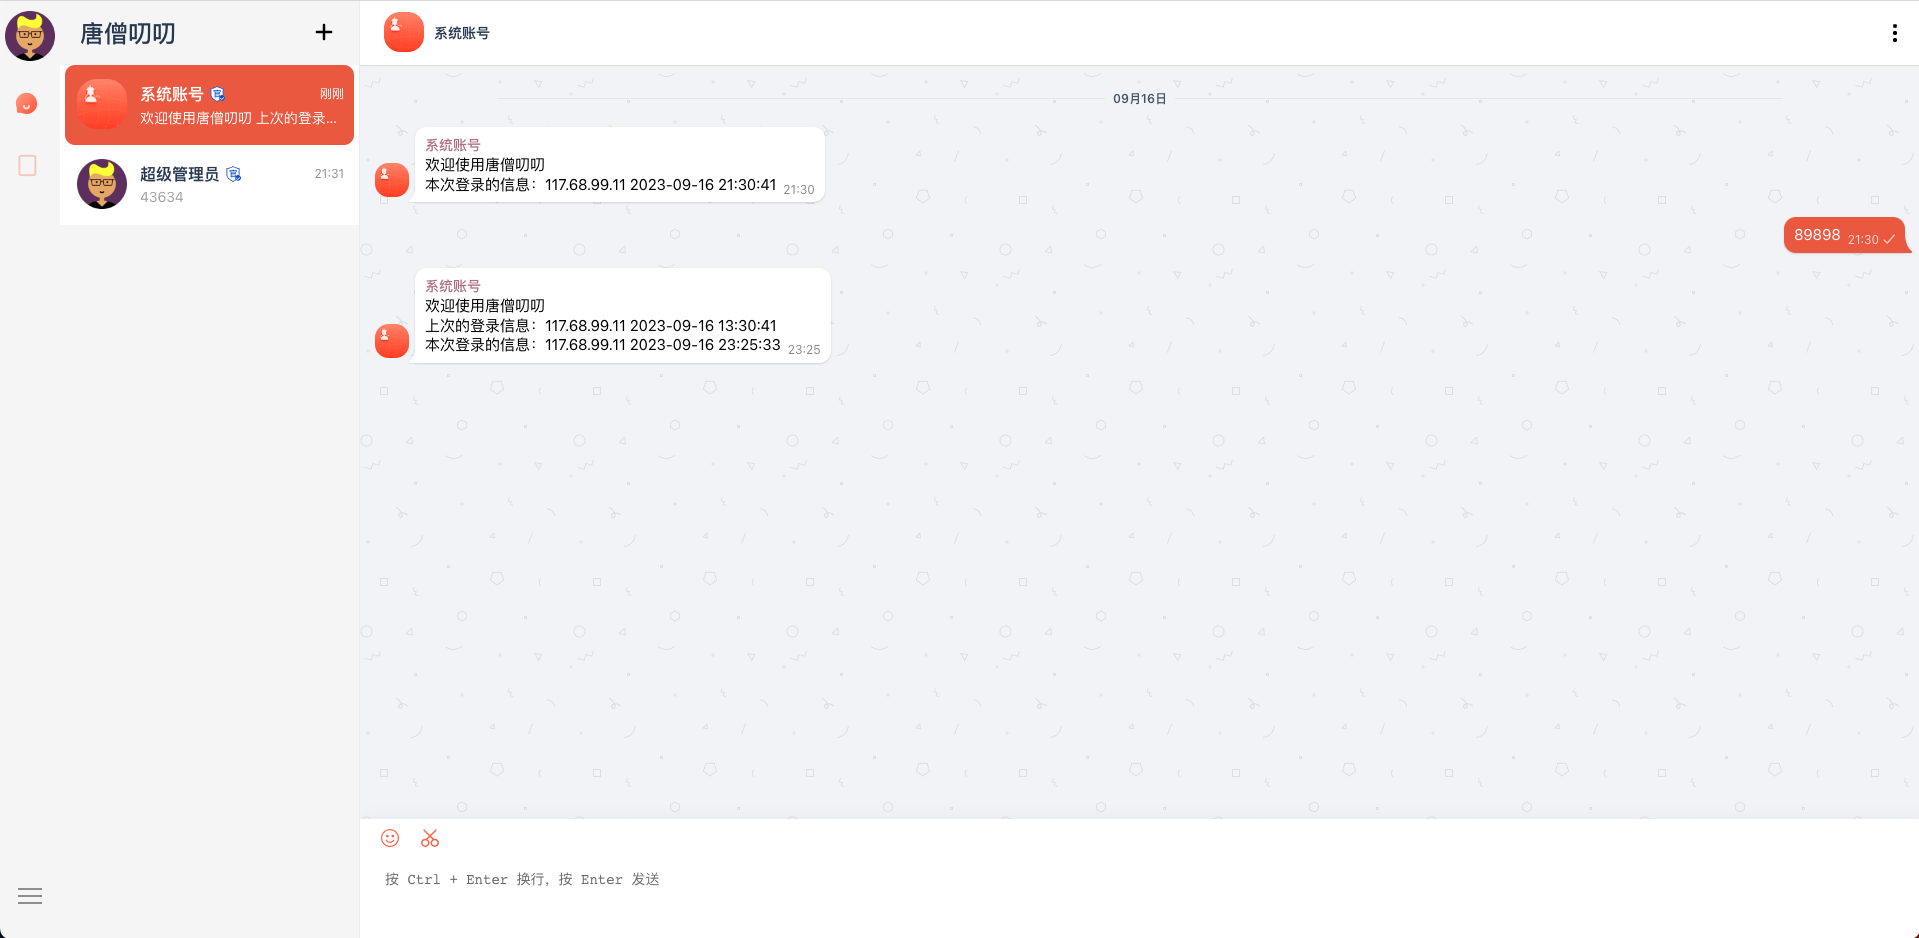 唐僧叨叨
系统账号
刚刚
欢迎使用唐僧叨叨 上次的登录...
超级管理员
21:31
43634
系统账号
09月16日
系统账号
欢迎使用唐僧叨叨
本次登录的信息：117.68.99.11 2023-09-16 21:30:41 21:30
89898 21:30
系统账号
欢迎使用唐僧叨叨
上次的登录信息：117.68.99.11 2023-09-16 13:30:41
本次登录的信息：117.68.99.11 2023-09-16 23:25:33 23:25
按 Ctrl + Enter 换行，按 Enter 发送